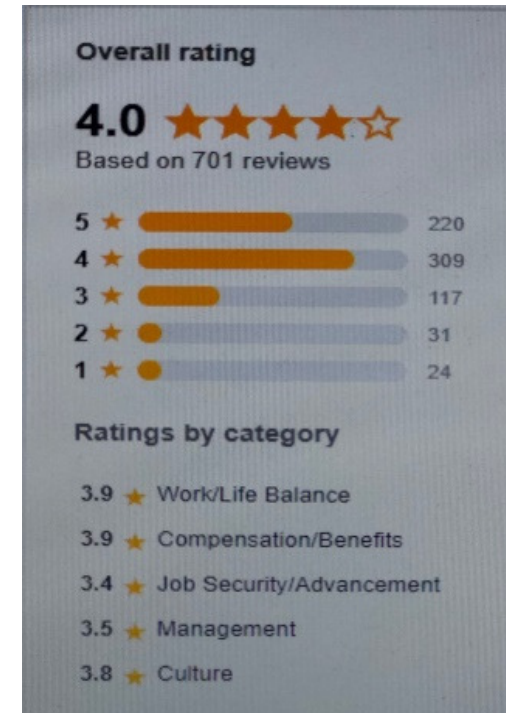 Overall rating
4.0
Based on 701 reviews
5 220
4 309
3 117
2 31
1 24
Ratings by category
3.9 Work/Life Balance
3.9 Compensation/Benefits
3.4 Job Security/Advancement
3.5 Management
3.8 Culture